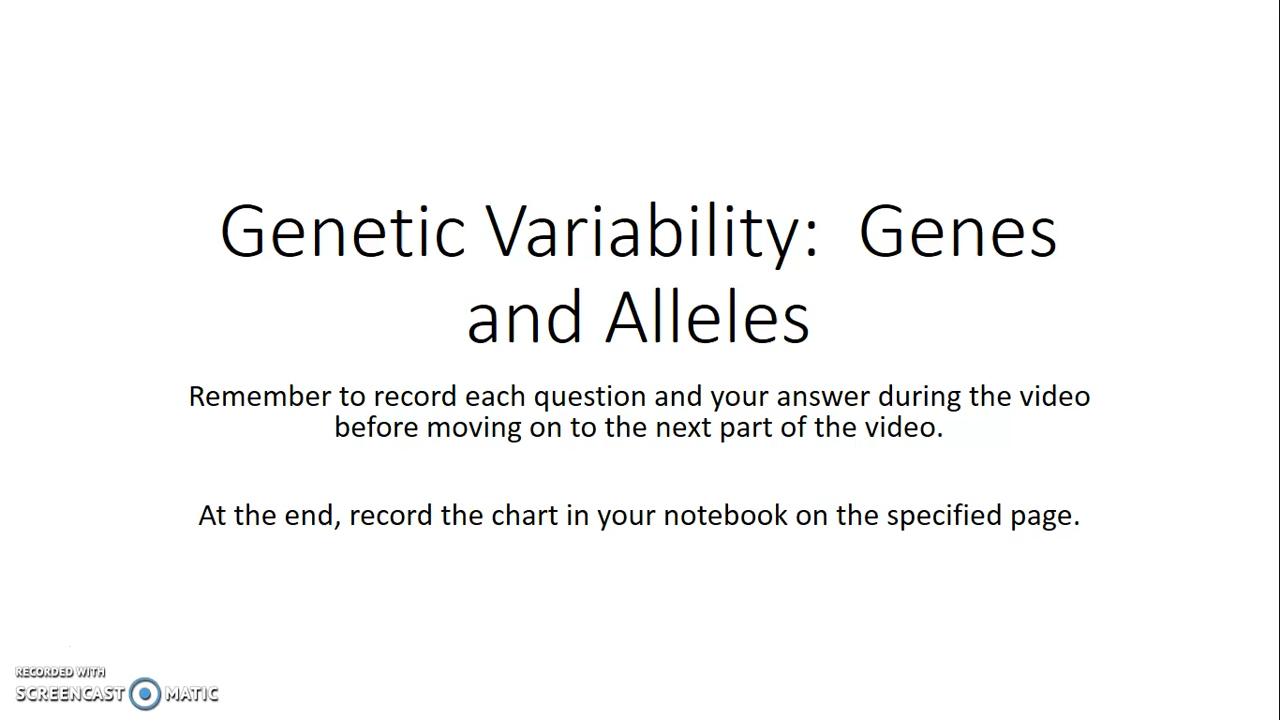 Genetic Variability:  Genes
and Alleles
Remember to record each question and your answer during the video
before moving on to the next part of the video.
At the end, record the chart in your notebook on the specified page.
RECORDED WITH
SCREENCAST MATIC